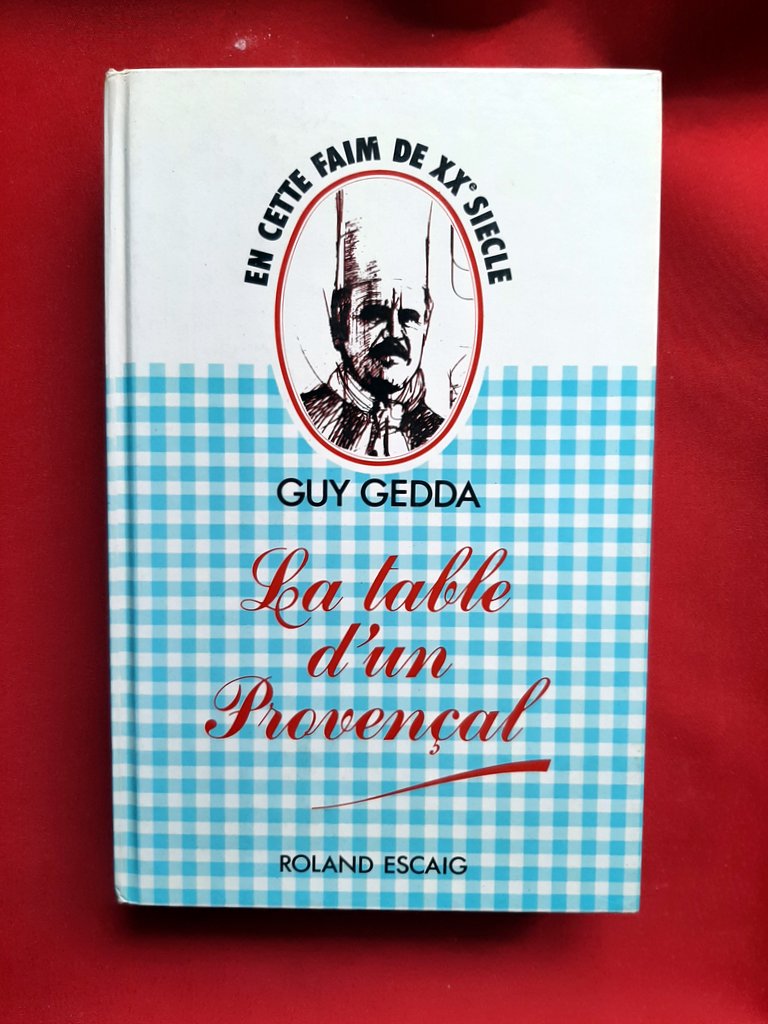 EN CETTE FAIM DE XXe SIECLE
GUY GEDDA
La table
d'un
Provençal
ROLAND ESCAIG